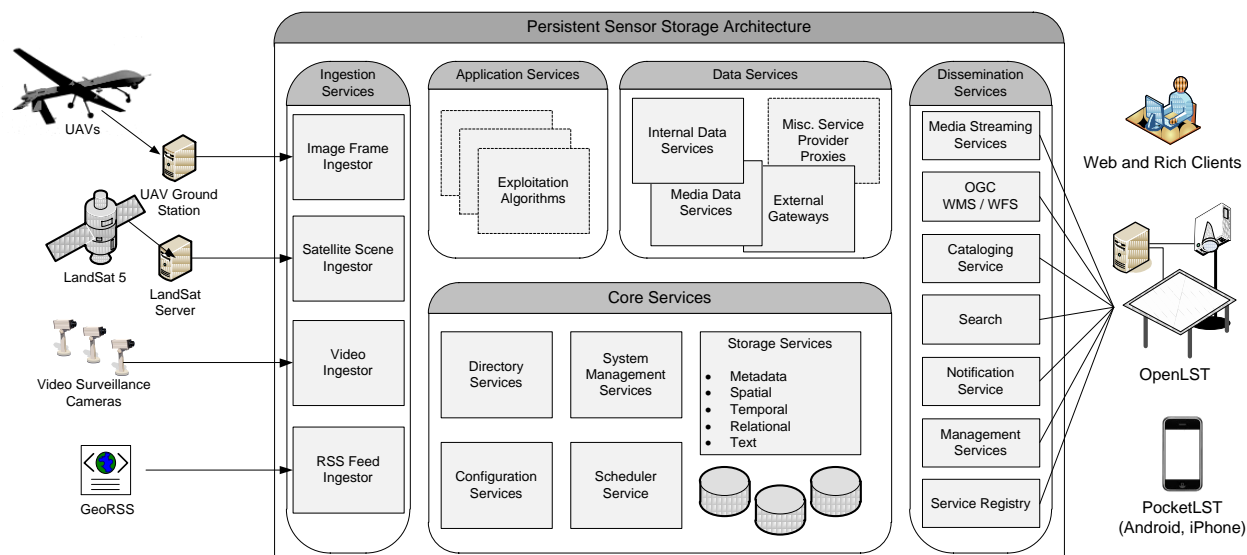 Persistent Sensor Storage Architecture
UAVs
UAV Ground
Station
LandSat 5
LandSat
Server
Video Surveillance
Cameras
GeoRSS
Ingestion
Services
Image Frame
Ingestor
Satellite Scene
Ingestor
Video
Ingestor
RSS Feed
Ingestor
Application Services
Exploitation
Algorithms
Data Services
Internal Data
Services
Misc. Service
Provider
Proxies
Media Data
Services
External
Gateways
Core Services
Directory
Services
System
Management
Services
Storage Services
• Metadata
• Spatial
• Temporal
• Relational
• Text
Configuration
Services
Scheduler
Service
Dissemination
Services
Media Streaming
Services
OGC
WMS / WFS
Cataloging
Service
Search
Notification
Service
Management
Services
Service Registry
Web and Rich Clients
OpenLST
PocketLST
(Android, iPhone)